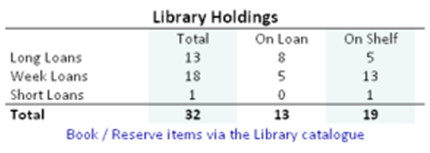 Library Holdings
Total On Loan On Shelf
Long Loans 13 8 5
Week Loans 18 5 13
Short Loans 1 0 1
Total 32 13 19
Book / Reserve items via the Library catalogue